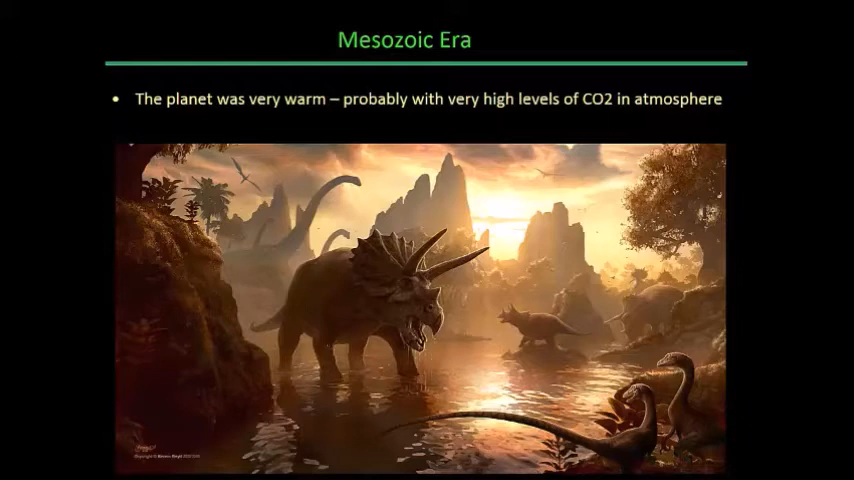 Mesozoic Era
• The planet was very warm – probably with very high levels of CO2 in atmosphere